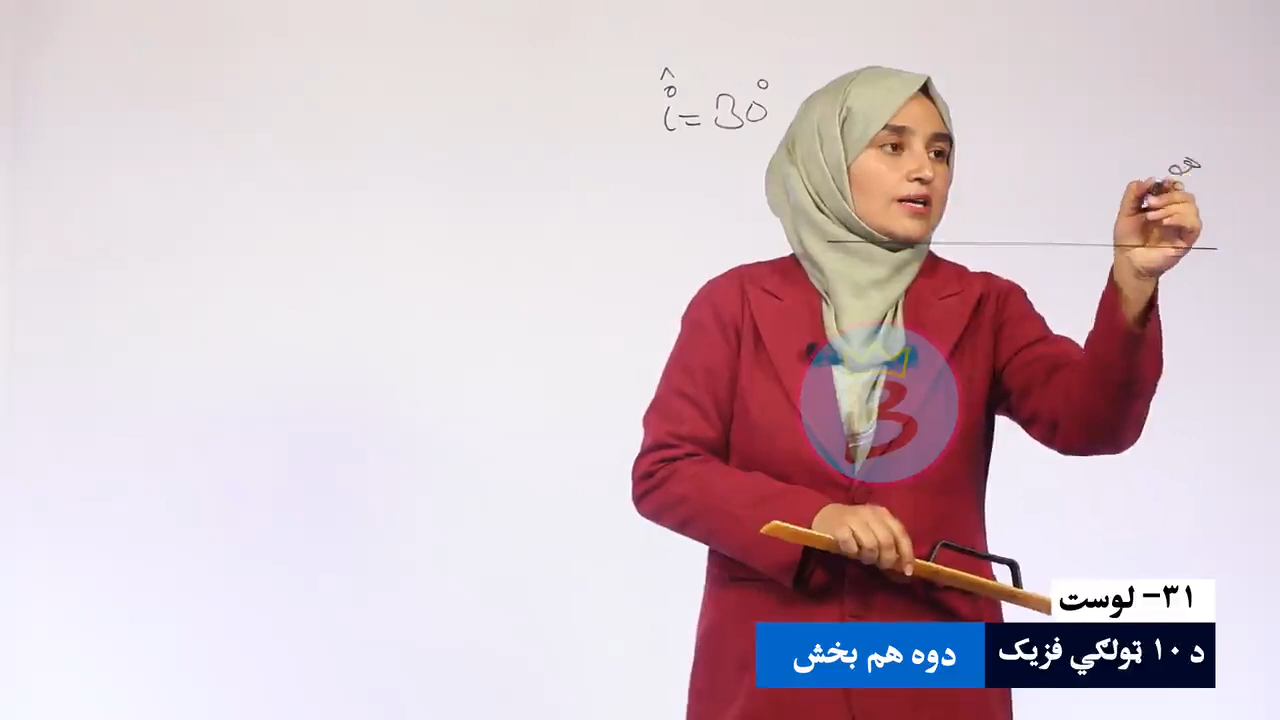 î = 30°
B
۳۱- لوست
د ۱۰ ټولګي فزیک
دوه هم بخش